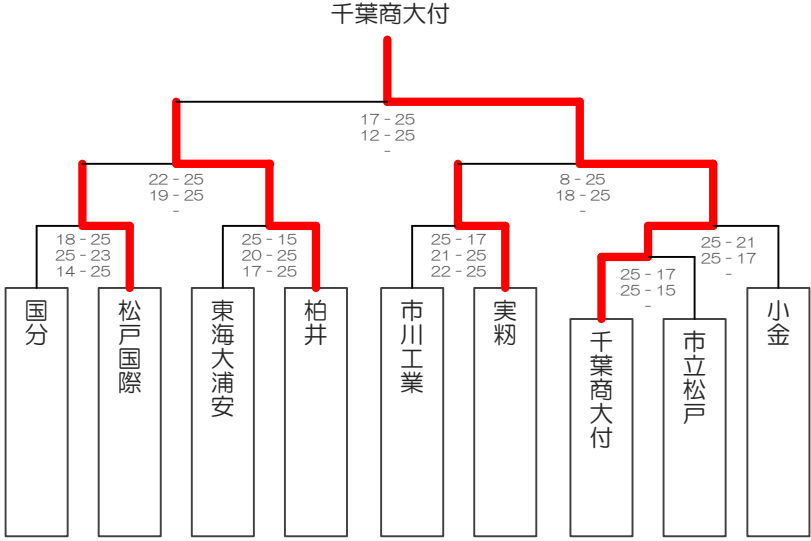 千葉商大付
17 - 25
12 - 25
-
22 - 25
19 - 25
-
8 - 25
18 - 25
-
18 - 25
25 - 23
14 - 25
25 - 15
20 - 25
17 - 25
25 - 17
21 - 25
22 - 25
25 - 21
25 - 17
-
25 - 17
25 - 15
-
国分
松戸国際
東海大浦安
柏井
市川工業
実籾
千葉商大付
市立松戸
小金